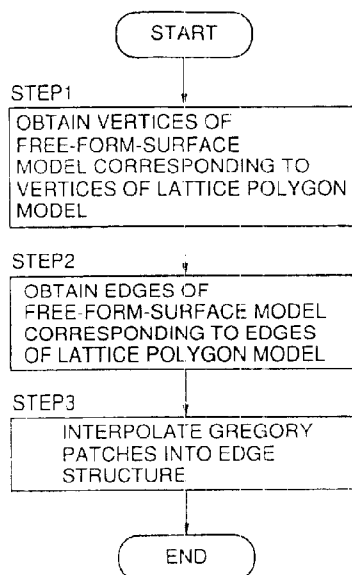 START
STEP1
OBTAIN VERTICES OF
FREE-FORM-SURFACE
MODEL CORRESPONDING TO
VERTICES OF LATTICE POLYGON
MODEL
STEP2
OBTAIN EDGES OF
FREE-FORM-SURFACE MODEL
CORRESPONDING TO EDGES
OF LATTICE POLYGON MODEL
STEP3
INTERPOLATE GREGORY
PATCHES INTO EDGE
STRUCTURE
END